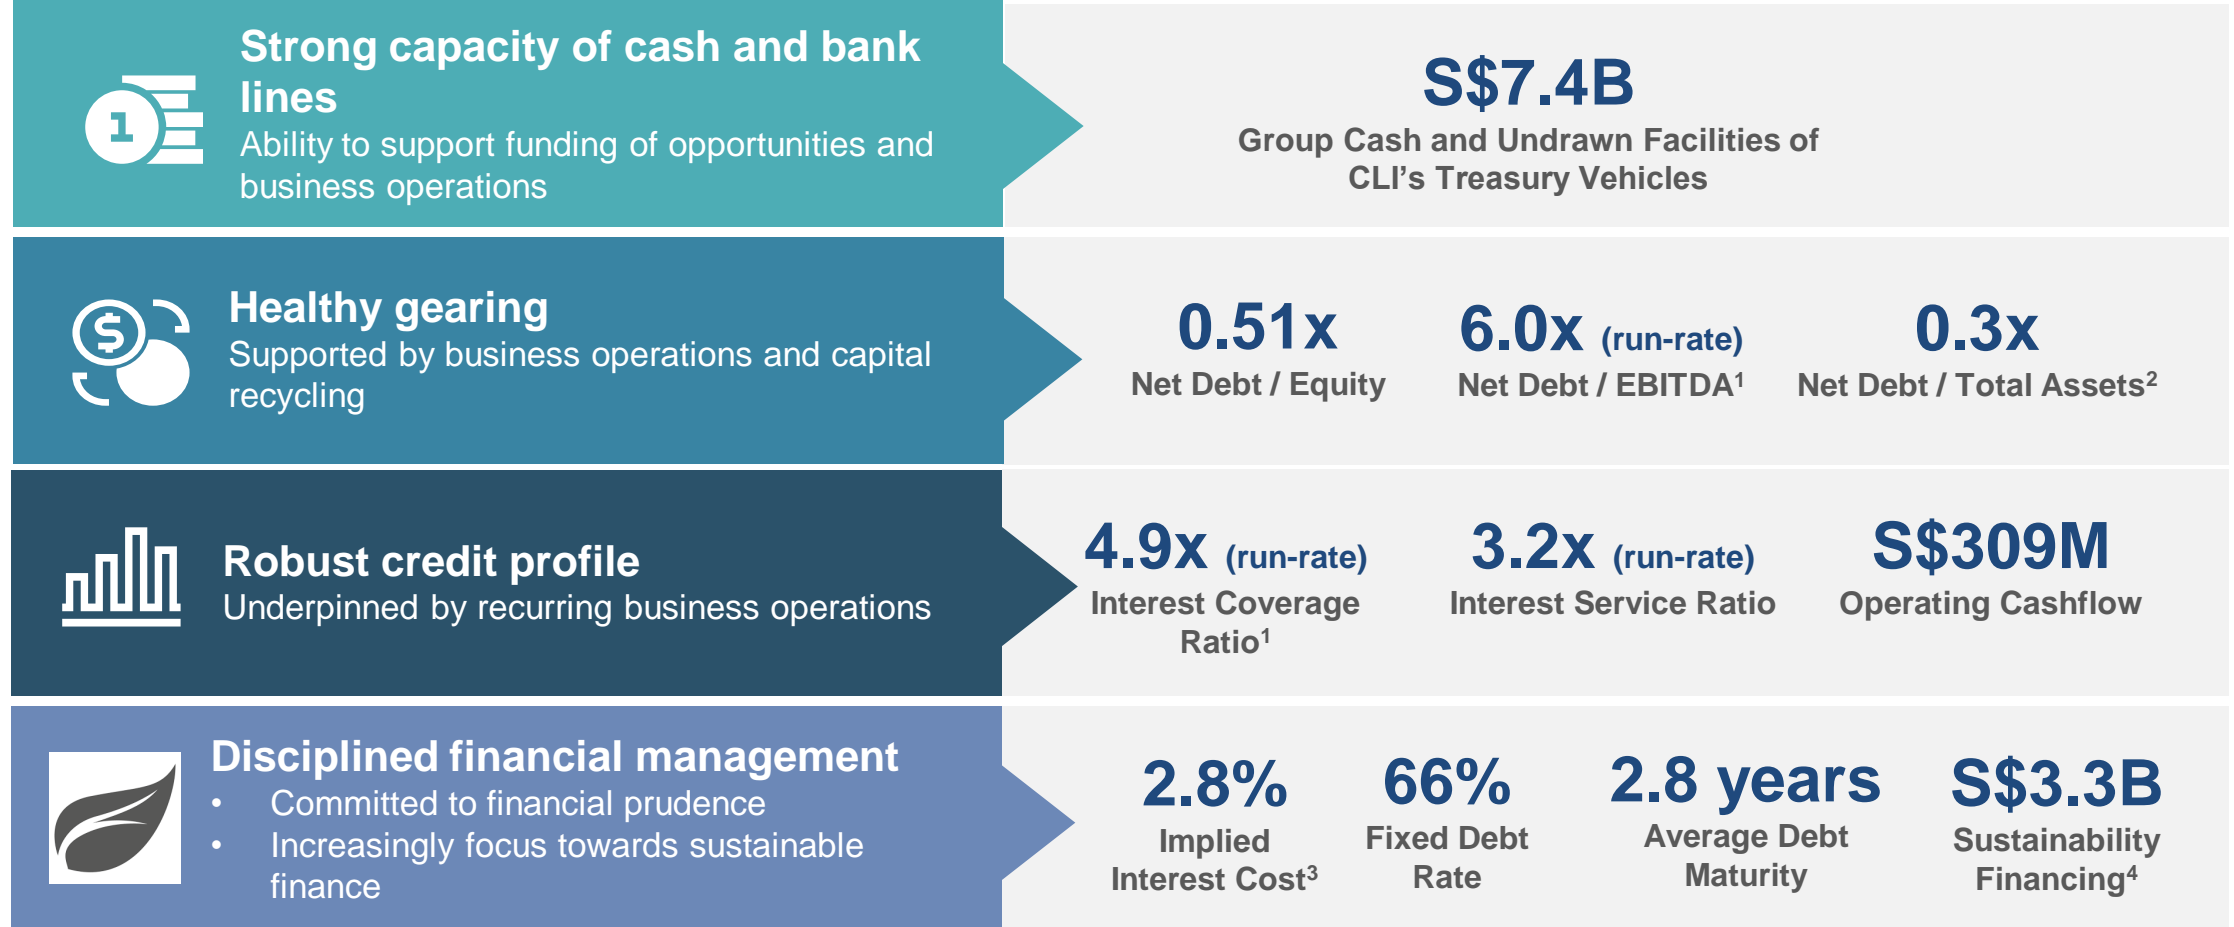 Strong capacity of cash and bank
lines
Ability to support funding of opportunities and
business operations
1
S$7.4B
Group Cash and Undrawn Facilities of
CLI’s Treasury Vehicles
Healthy gearing
Supported by business operations and capital
recycling
$
0.51x
Net Debt / Equity
6.0x (run-rate)
Net Debt / EBITDA¹
0.3x
Net Debt / Total Assets²
Robust credit profile
Underpinned by recurring business operations
4.9x (run-rate)
Interest Coverage
Ratio¹
3.2x (run-rate)
Interest Service Ratio
S$309M
Operating Cashflow
Disciplined financial management
• Committed to financial prudence
• Increasingly focus towards sustainable
finance
2.8%
Implied
Interest Cost³
66%
Fixed Debt
Rate
2.8 years
Average Debt
Maturity
S$3.3B
Sustainability
Financing⁴